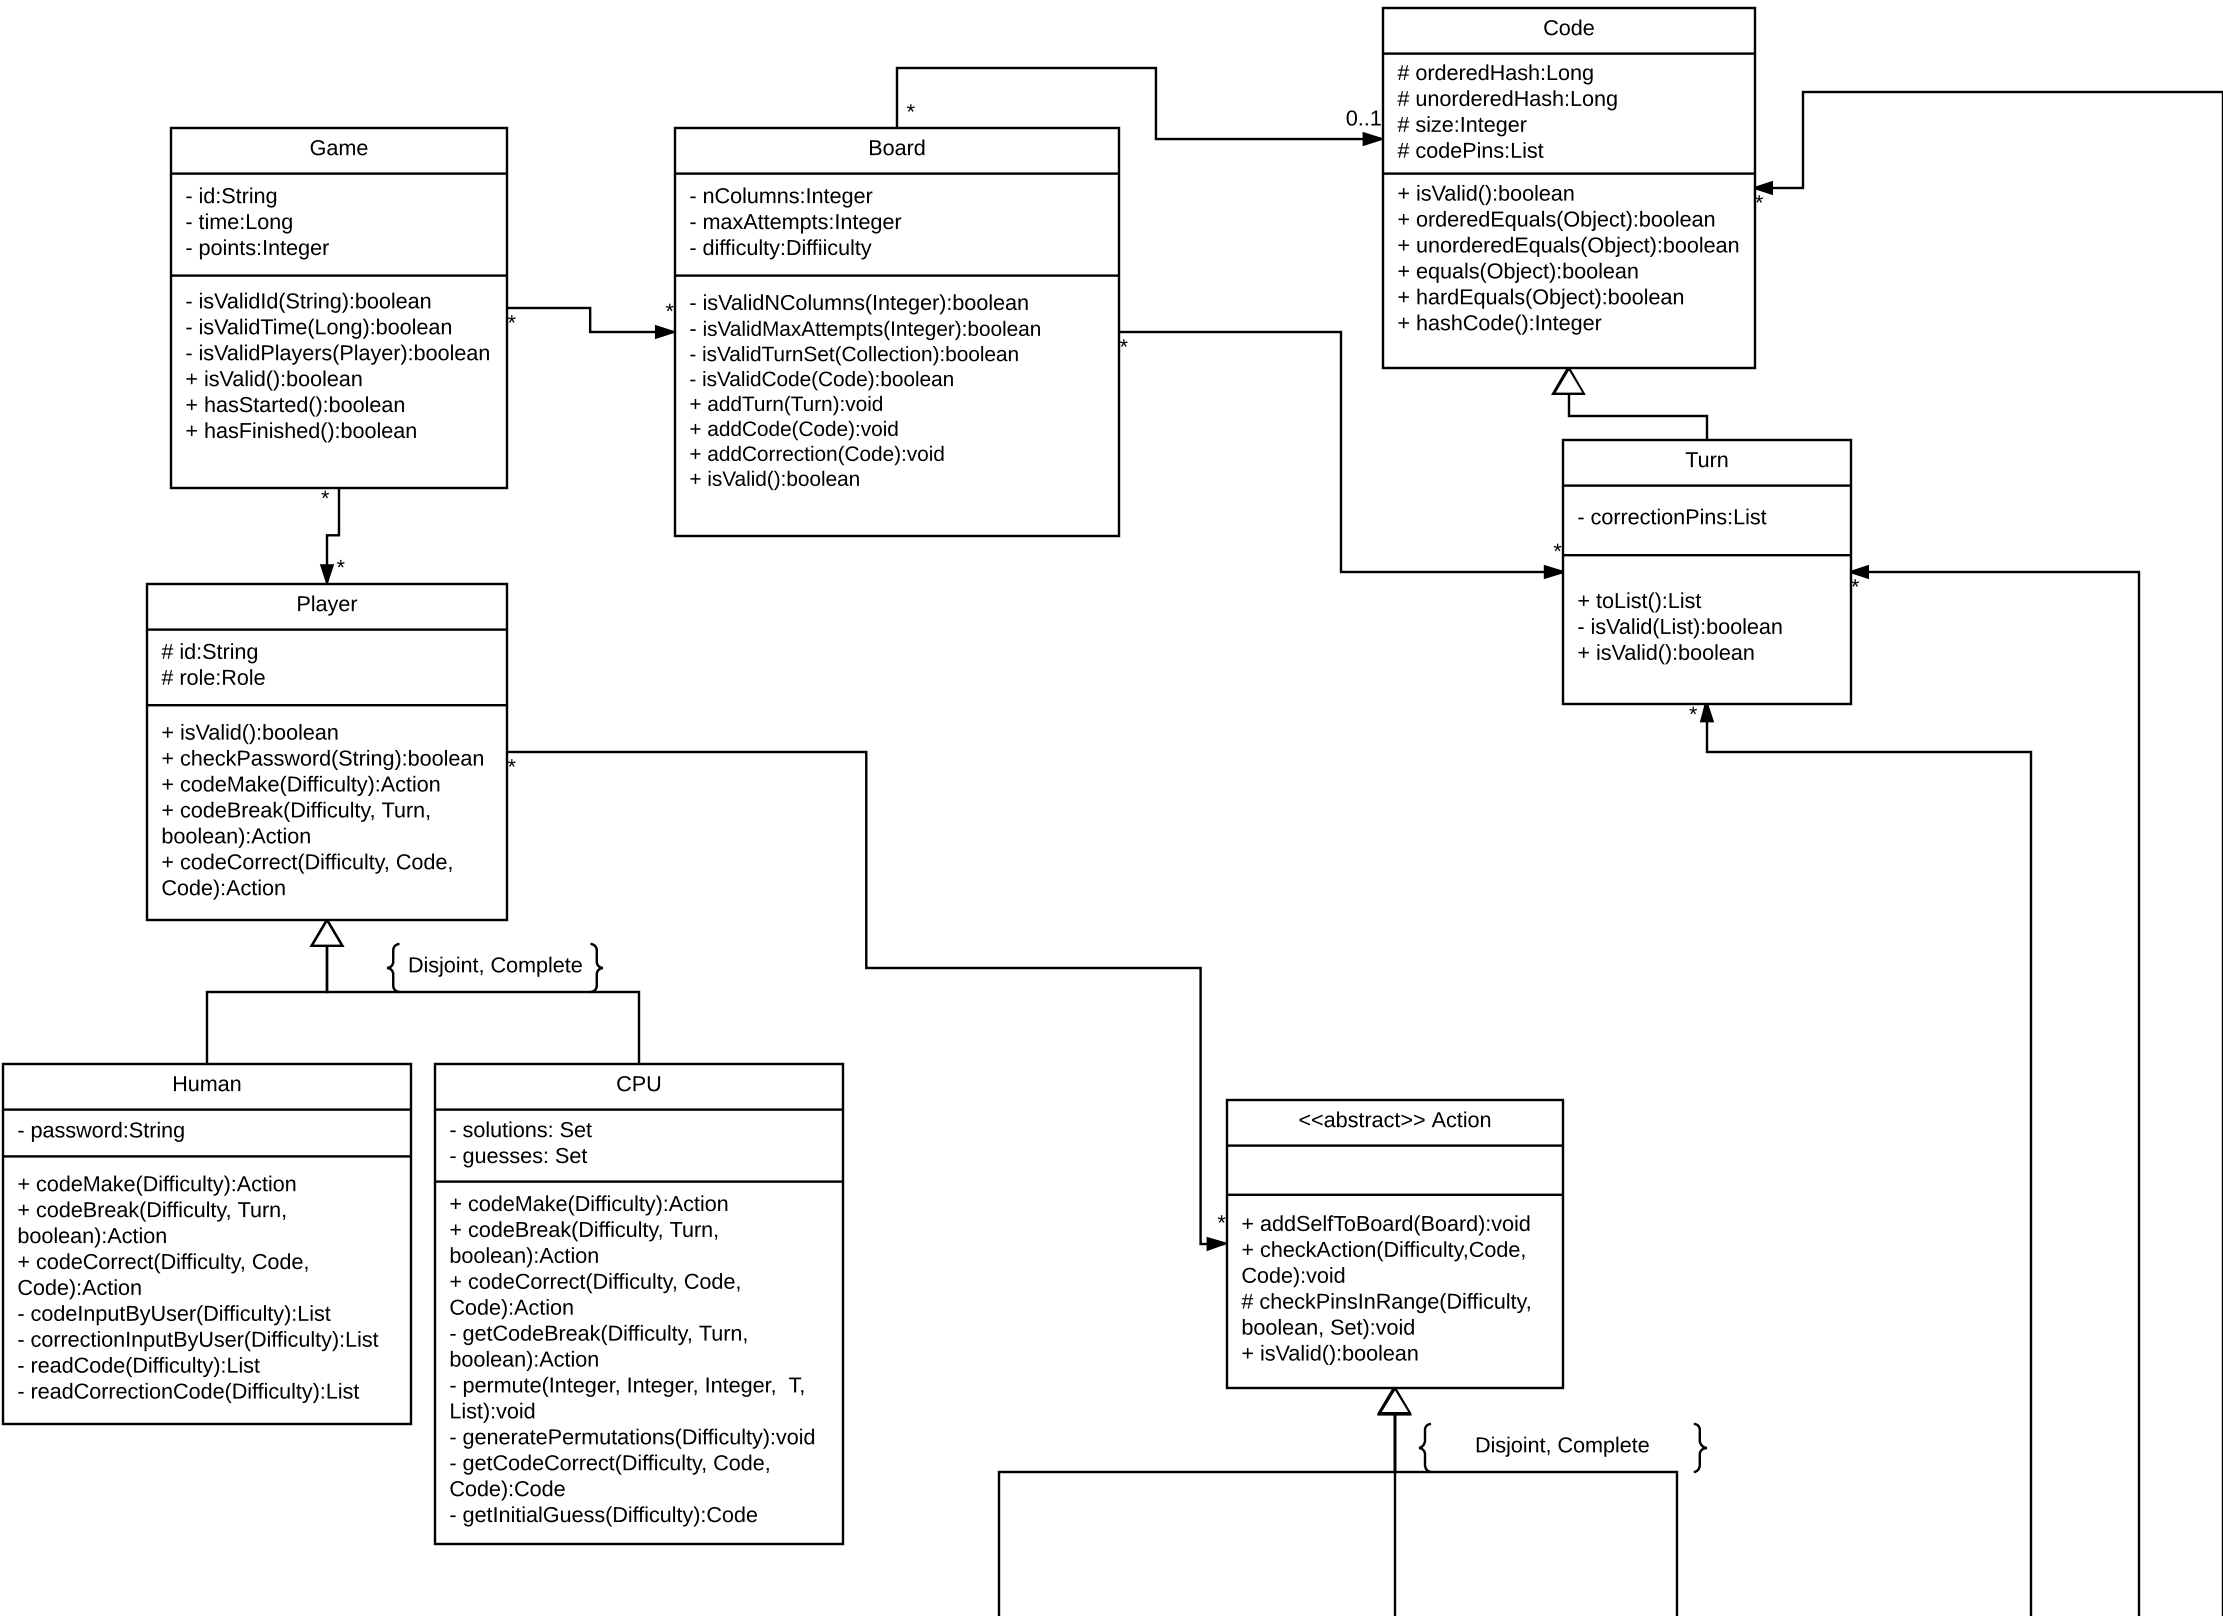 Code
# orderedHash:Long
# unorderedHash:Long
# size:Integer
# codePins:List
+ isValid():boolean
+ orderedEquals(Object):boolean
+ unorderedEquals(Object):boolean
+ equals(Object):boolean
+ hardEquals(Object):boolean
+ hashCode():Integer
*
0..1
*
Game
- id:String
- time:Long
- points:Integer
- isValidId(String):boolean
- isValidTime(Long):boolean
- isValidPlayers(Player):boolean
+ isValid():boolean
+ hasStarted():boolean
+ hasFinished():boolean
*
*
*
*
Board
- nColumns:Integer
- maxAttempts:Integer
- difficulty:Diffiiculty
- isValidNColumns(Integer):boolean
- isValidMaxAttempts(Integer):boolean
- isValidTurnSet(Collection):boolean
- isValidCode(Code):boolean
+ addTurn(Turn):void
+ addCode(Code):void
+ addCorrection(Code):void
+ isValid():boolean
*
*
Turn
- correctionPins:List
+ toList():List
- isValid(List):boolean
+ isValid():boolean
*
*
Player
# id:String
# role:Role
+ isValid():boolean
+ checkPassword(String):boolean
+ codeMake(Difficulty):Action
+ codeBreak(Difficulty, Turn,
boolean):Action
+ codeCorrect(Difficulty, Code,
Code):Action
*
Disjoint, Complete
Human
- password:String
+ codeMake(Difficulty):Action
+ codeBreak(Difficulty, Turn,
boolean):Action
+ codeCorrect(Difficulty, Code,
Code):Action
- codeInputByUser(Difficulty):List
- correctionInputByUser(Difficulty):List
- readCode(Difficulty):List
- readCorrectionCode(Difficulty):List
CPU
- solutions: Set
- guesses: Set
+ codeMake(Difficulty):Action
+ codeBreak(Difficulty, Turn,
boolean):Action
+ codeCorrect(Difficulty, Code,
Code):Action
- getCodeBreak(Difficulty, Turn,
boolean):Action
- permute(Integer, Integer, Integer,  T,
List):void
- generatePermutations(Difficulty):void
- getCodeCorrect(Difficulty, Code,
Code):Code
- getInitialGuess(Difficulty):Code
<<abstract>> Action
*
+ addSelfToBoard(Board):void
+ checkAction(Difficulty,Code,
Code):void
# checkPinsInRange(Difficulty,
boolean, Set):void
+ isValid():boolean
Disjoint, Complete